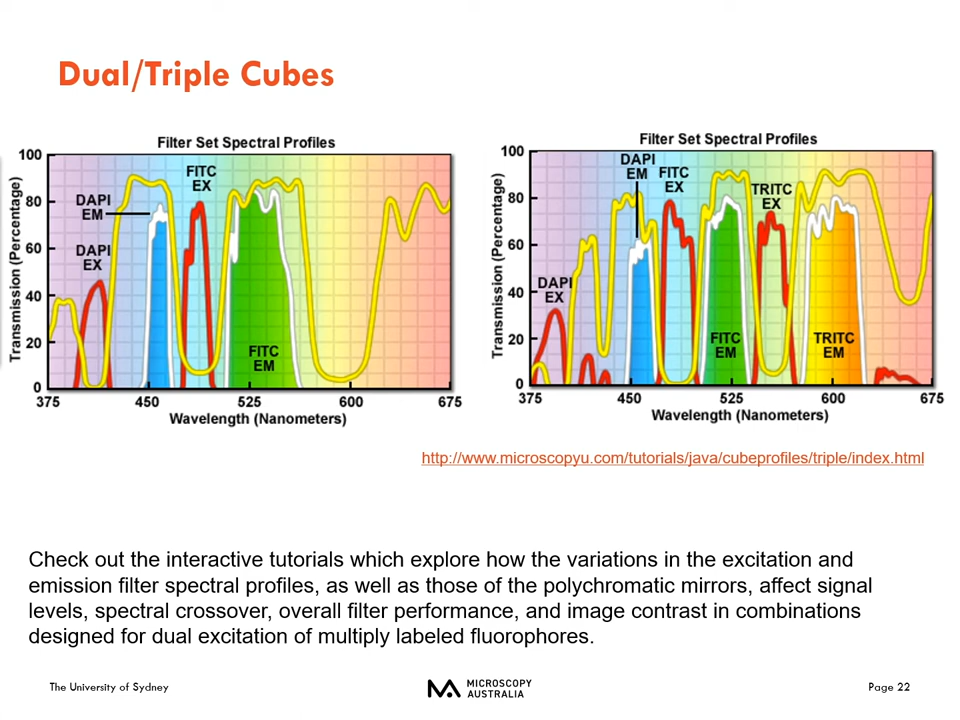 Dual/Triple Cubes
Filter Set Spectral Profiles
Transmission (Percentage)
100
80
60
40
20
0
DAPI
EM
DAPI
EX
FITC
EX
FITC
EM
375
450
525
600
675
Wavelength (Nanometers)
Filter Set Spectral Profiles
Transmission (Percentage)
100
80
60
40
20
0
DAPI
EM
FITC
EX
TRITC
EX
DAPI
EX
FITC
EM
TRITC
EM
375
450
525
600
675
Wavelength (Nanometers)
http://www.microscopyu.com/tutorials/java/cubeprofiles/triple/index.html
Check out the interactive tutorials which explore how the variations in the excitation and
emission filter spectral profiles, as well as those of the polychromatic mirrors, affect signal
levels, spectral crossover, overall filter performance, and image contrast in combinations
designed for dual excitation of multiply labeled fluorophores.
The University of Sydney
MICROSCOPY
AUSTRALIA
Page 22